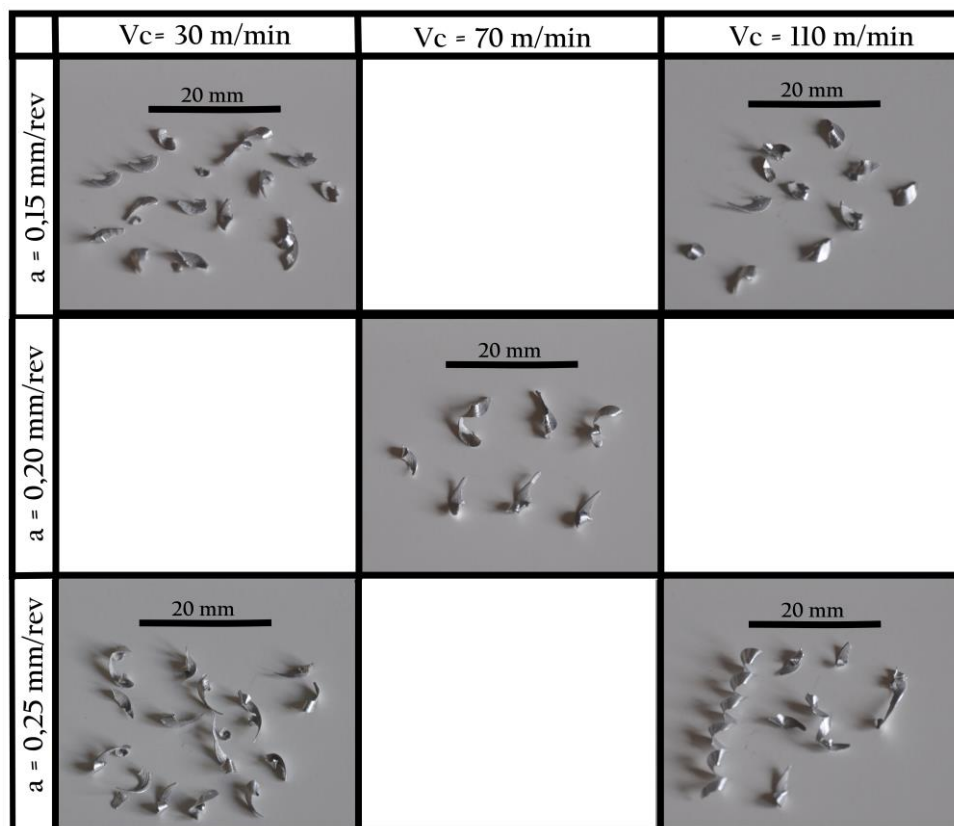 Vc= 30 m/min
Vc = 70 m/min
Vc = 110 m/min
a = 0,15 mm/rev
20 mm
20 mm
a = 0,20 mm/rev
20 mm
a = 0,25 mm/rev
20 mm
20 mm